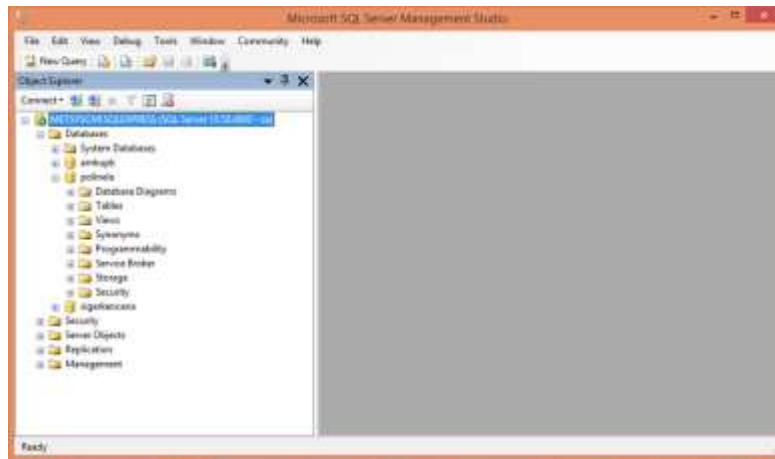 Microsoft SQL Server Management Studio
File Edit View Debug Tools Window Community Help
New Query
Object Explorer
Connect
Databases
System Databases
polinela
Database Diagrams
Tables
Views
Synonyms
Programmability
Service Broker
Storage
Security
Security
Server Objects
Replication
Management
Ready